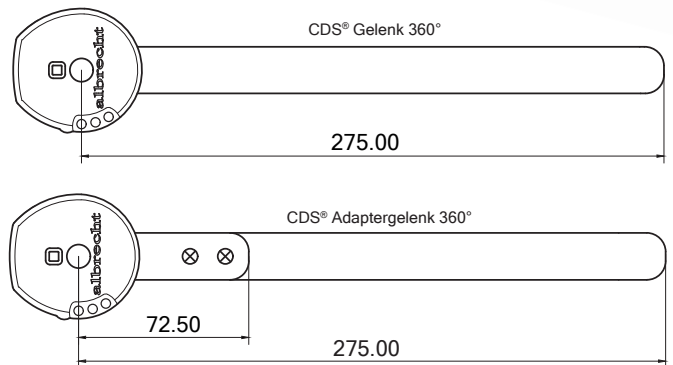 CDS® Gelenk 360°
albrecht
275.00
CDS® Adaptergelenk 360°
albrecht
72.50
275.00